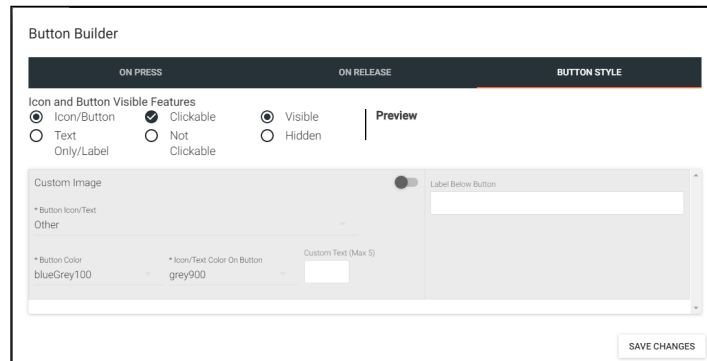 Button Builder
ON PRESS ON RELEASE BUTTON STYLE
Icon and Button Visible Features
Icon/Button Clickable Visible Preview
Text Not Hidden
Only/Label Clickable
Custom Image Label Below Button
* Button Icon/Text
Other
* Button Color * Icon/Text Color On Button Custom Text (Max 5)
blueGrey100 grey900
SAVE CHANGES